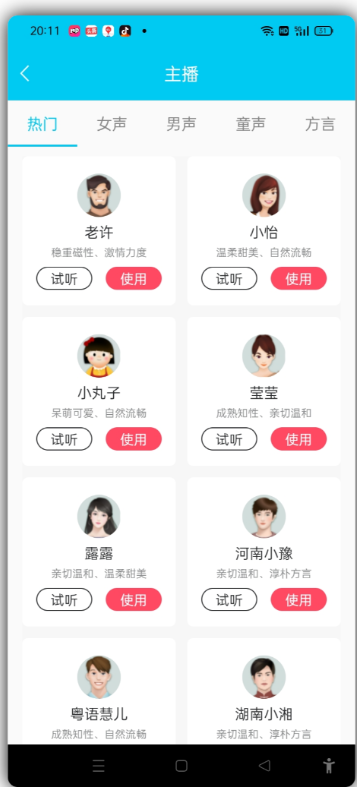 20:11
主播
热门 女声 男声 童声 方言
老许 小怡
稳重磁性、激情力度 温柔甜美、自然流畅
试听 使用 试听 使用
小丸子 莹莹
呆萌可爱、自然流畅 成熟知性、亲切温和
试听 使用 试听 使用
露露 河南小豫
亲切温和、温柔甜美 亲切温和、淳朴方言
试听 使用 试听 使用
粤语慧儿 湖南小湘
成熟知性、自然流畅 亲切温和、淳朴方言